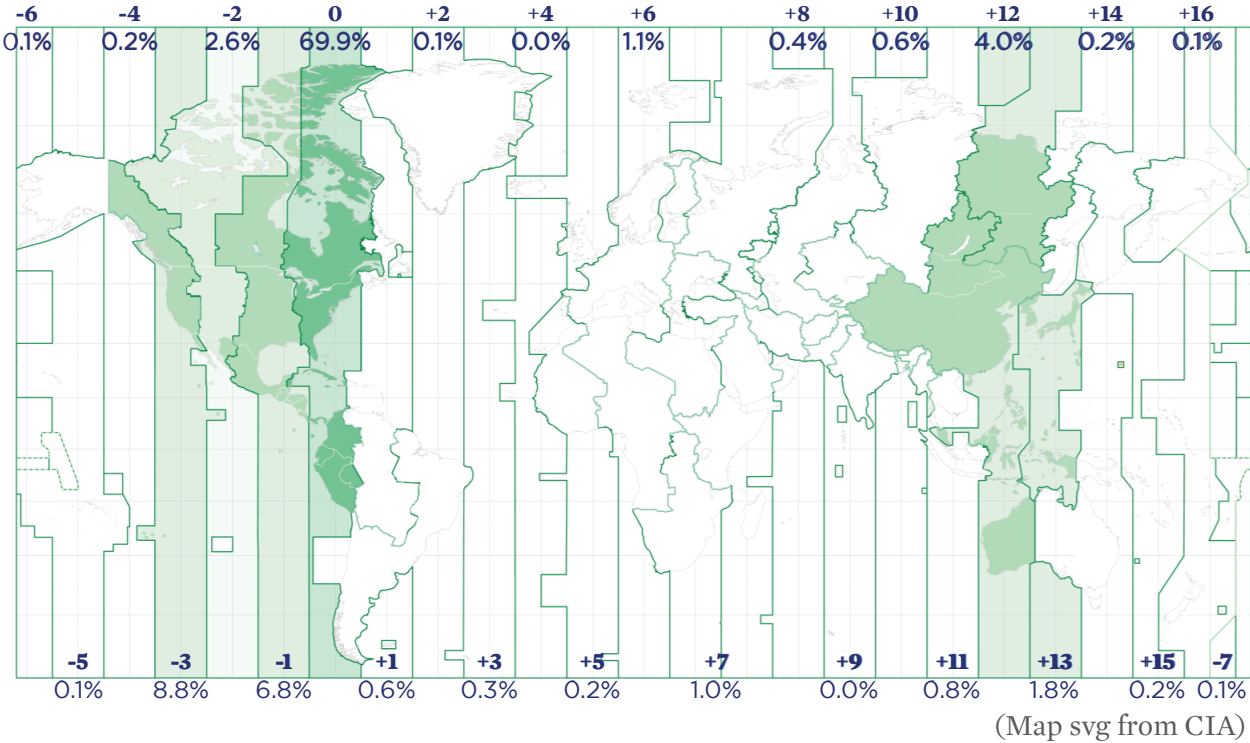 -6 -4 -2 0 +2 +4 +6 +8 +10 +12 +14 +16
0.1% 0.2% 2.6% 69.9% 0.1% 0.0% 1.1% 0.4% 0.6% 4.0% 0.2% 0.1%
-5 -3 -1 +1 +3 +5 +7 +9 +11 +13 +15 -7
0.1% 8.8% 6.8% 0.6% 0.3% 0.2% 1.0% 0.0% 0.8% 1.8% 0.2% 0.1%
(Map svg from CIA)